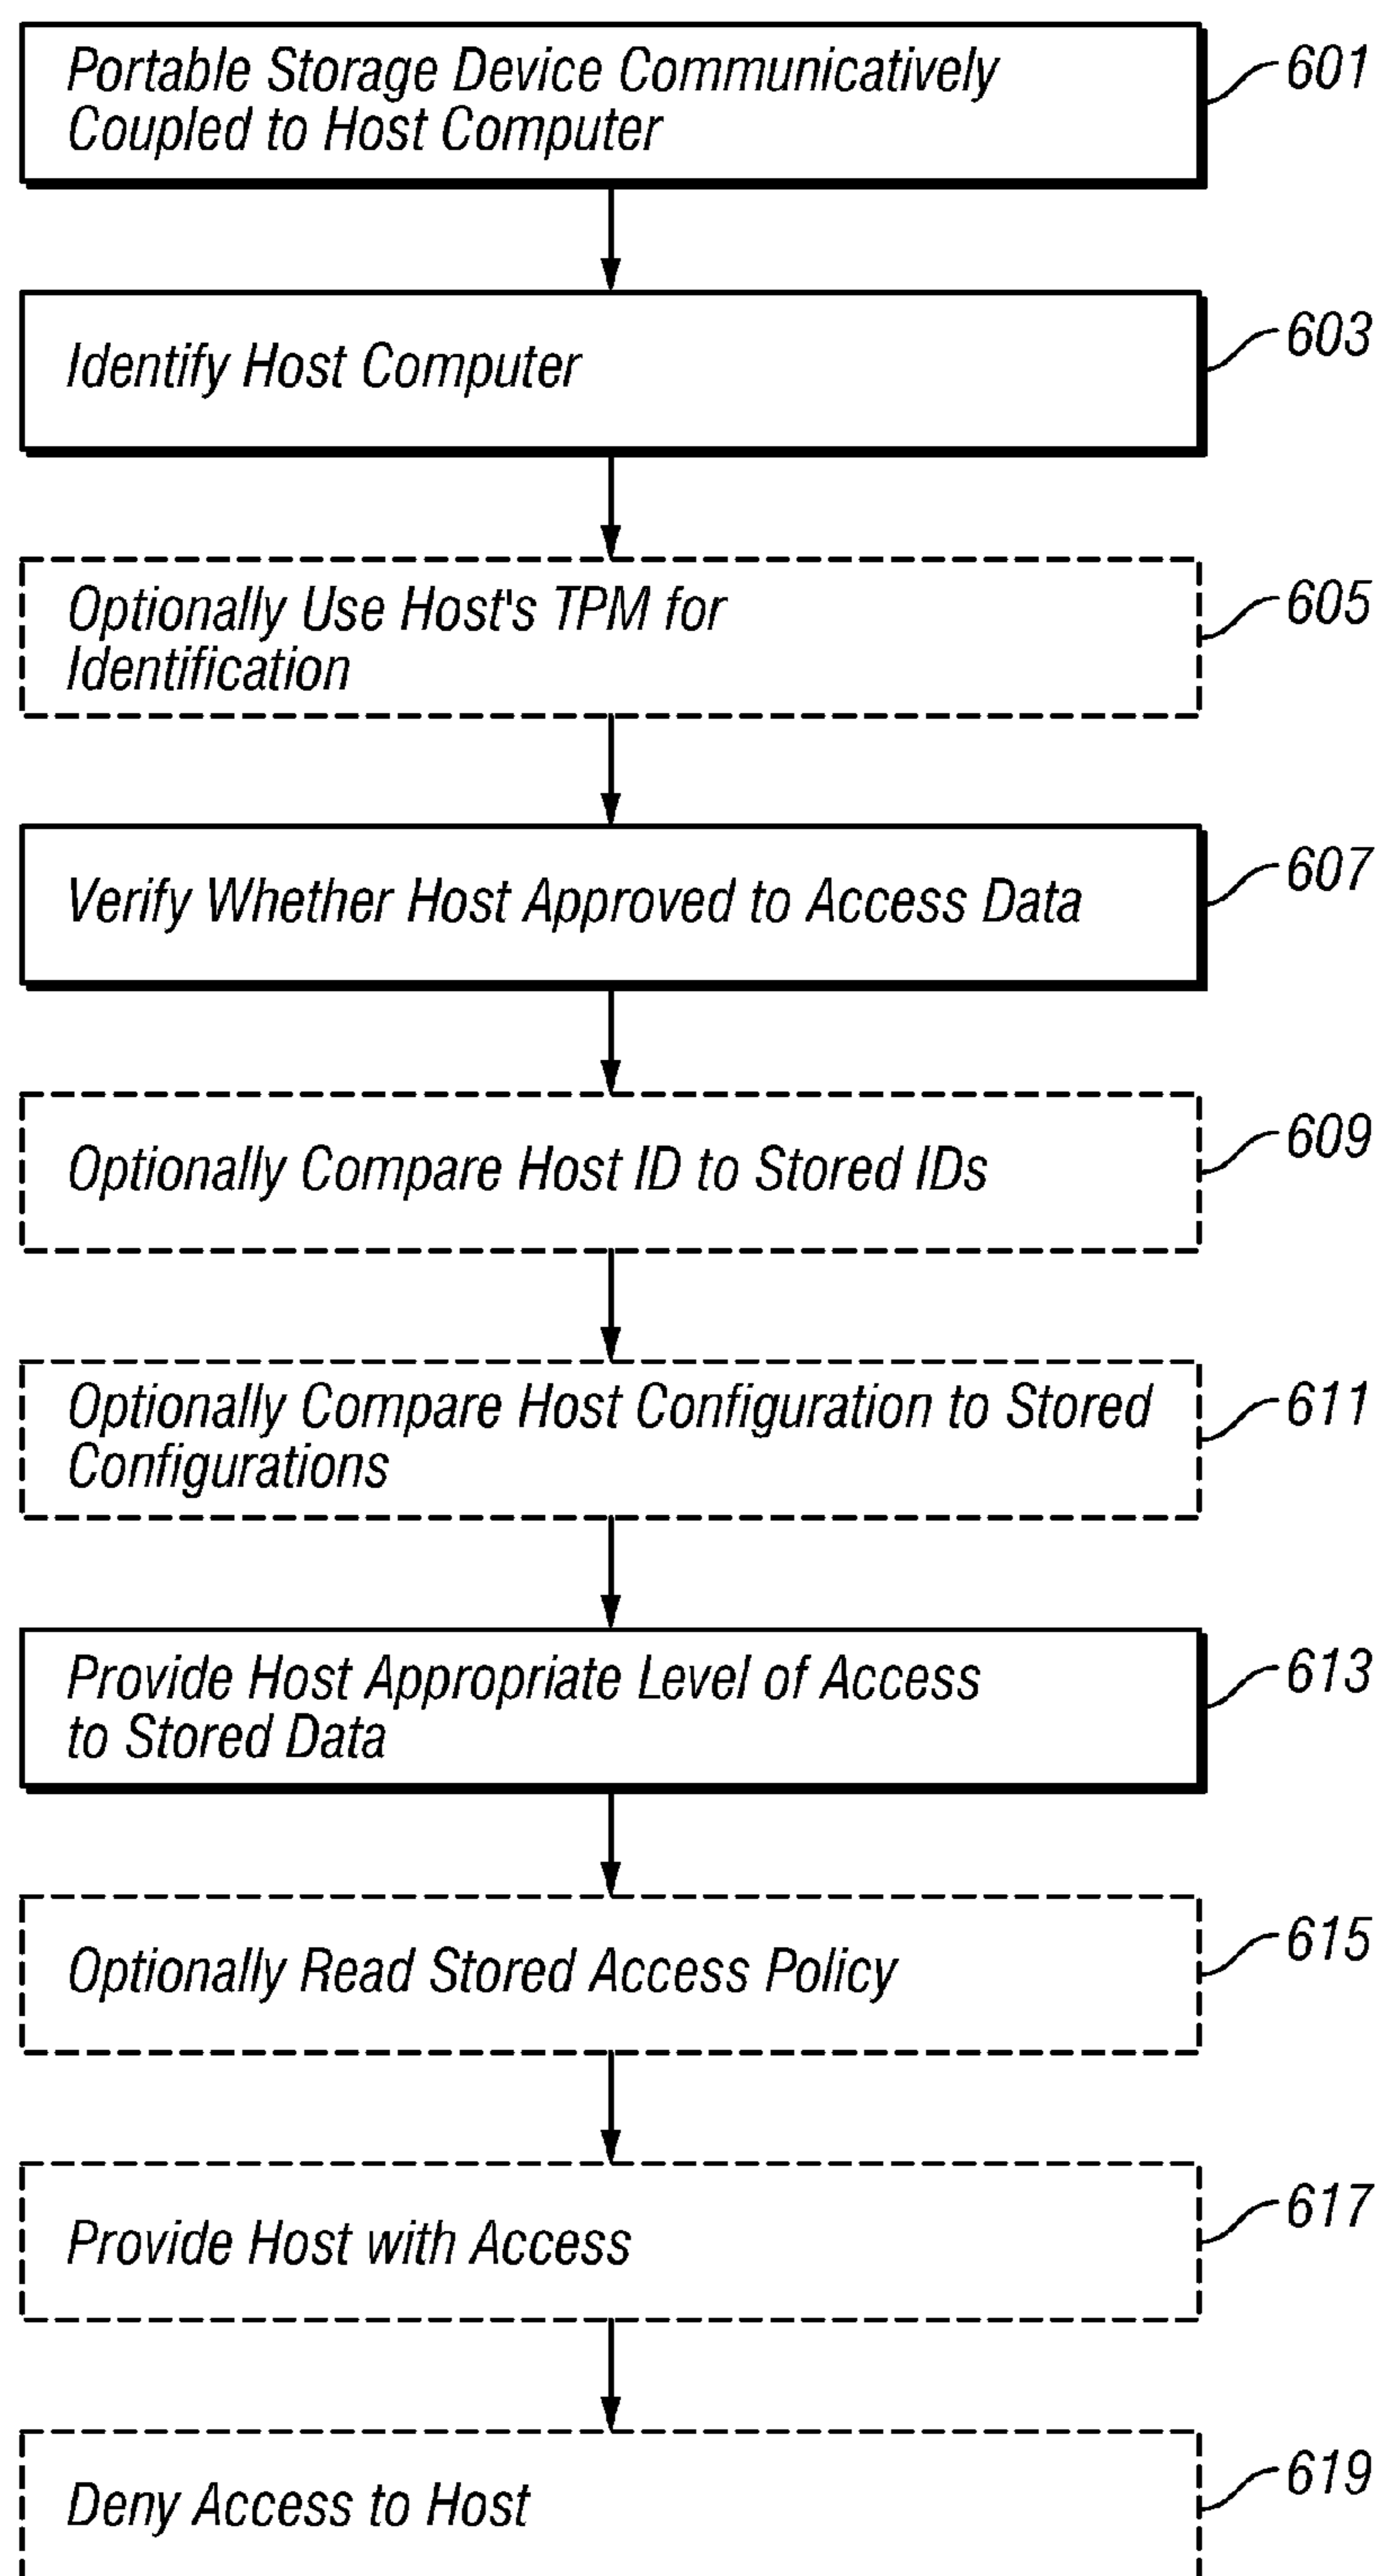 Portable Storage Device Communicatively
Coupled to Host Computer
601
Identify Host Computer
603
Optionally Use Host's TPM for
Identification
605
Verify Whether Host Approved to Access Data
607
Optionally Compare Host ID to Stored IDs
609
Optionally Compare Host Configuration to Stored
Configurations
611
Provide Host Appropriate Level of Access
to Stored Data
613
Optionally Read Stored Access Policy
615
Provide Host with Access
617
Deny Access to Host
619